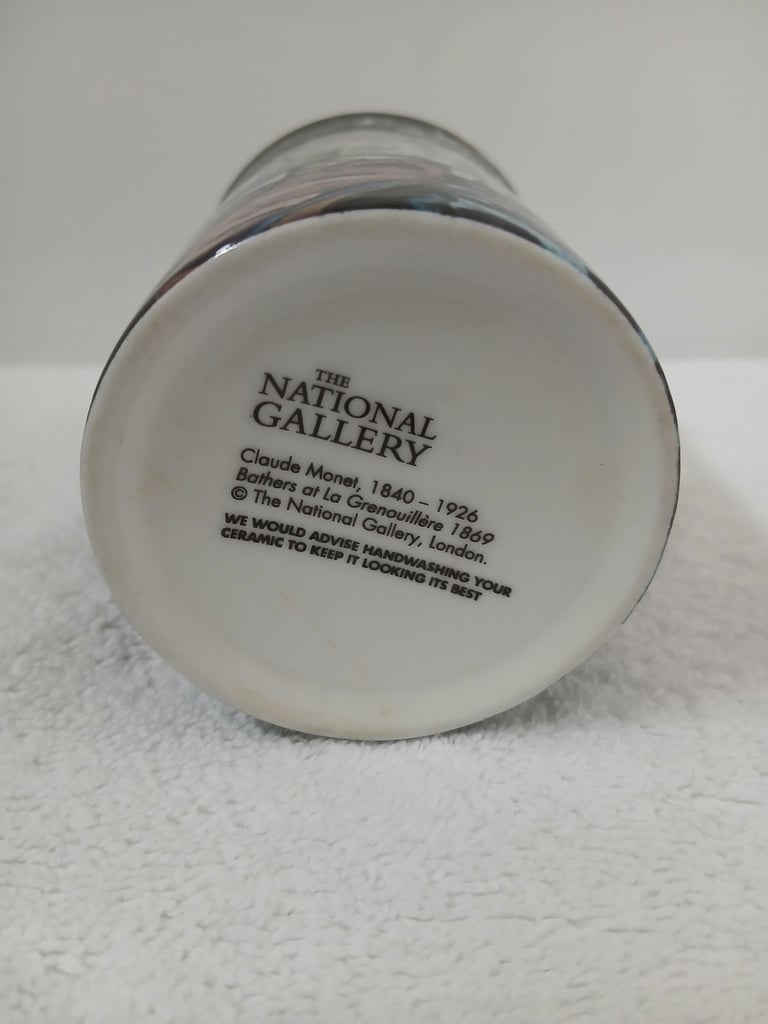 THE
NATIONAL
GALLERY
Claude Monet, 1840 – 1926
Bathers at La Grenouillère 1869
© The National Gallery, London.
WE WOULD ADVISE HANDWASHING YOUR
CERAMIC TO KEEP IT LOOKING ITS BEST